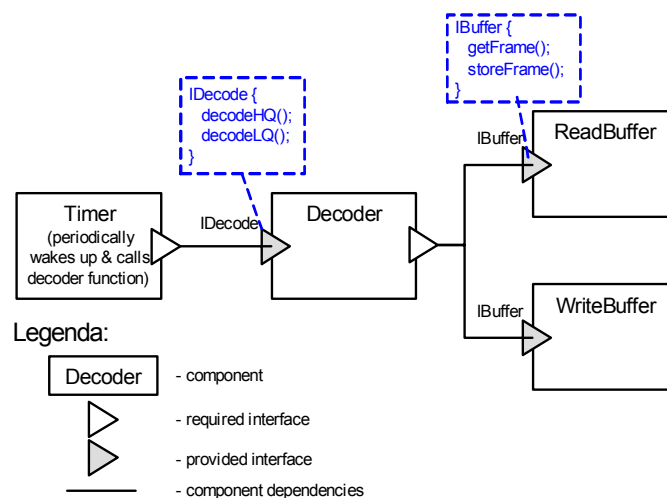 IBuffer {
getFrame();
storeFrame();
}
IDecode {
decodeHQ();
decodeLQ();
}
IBuffer
ReadBuffer
Timer
(periodically
wakes up & calls
decoder function)
IDecode
Decoder
IBuffer
WriteBuffer
Legenda:
Decoder
- component
- required interface
- provided interface
- component dependencies